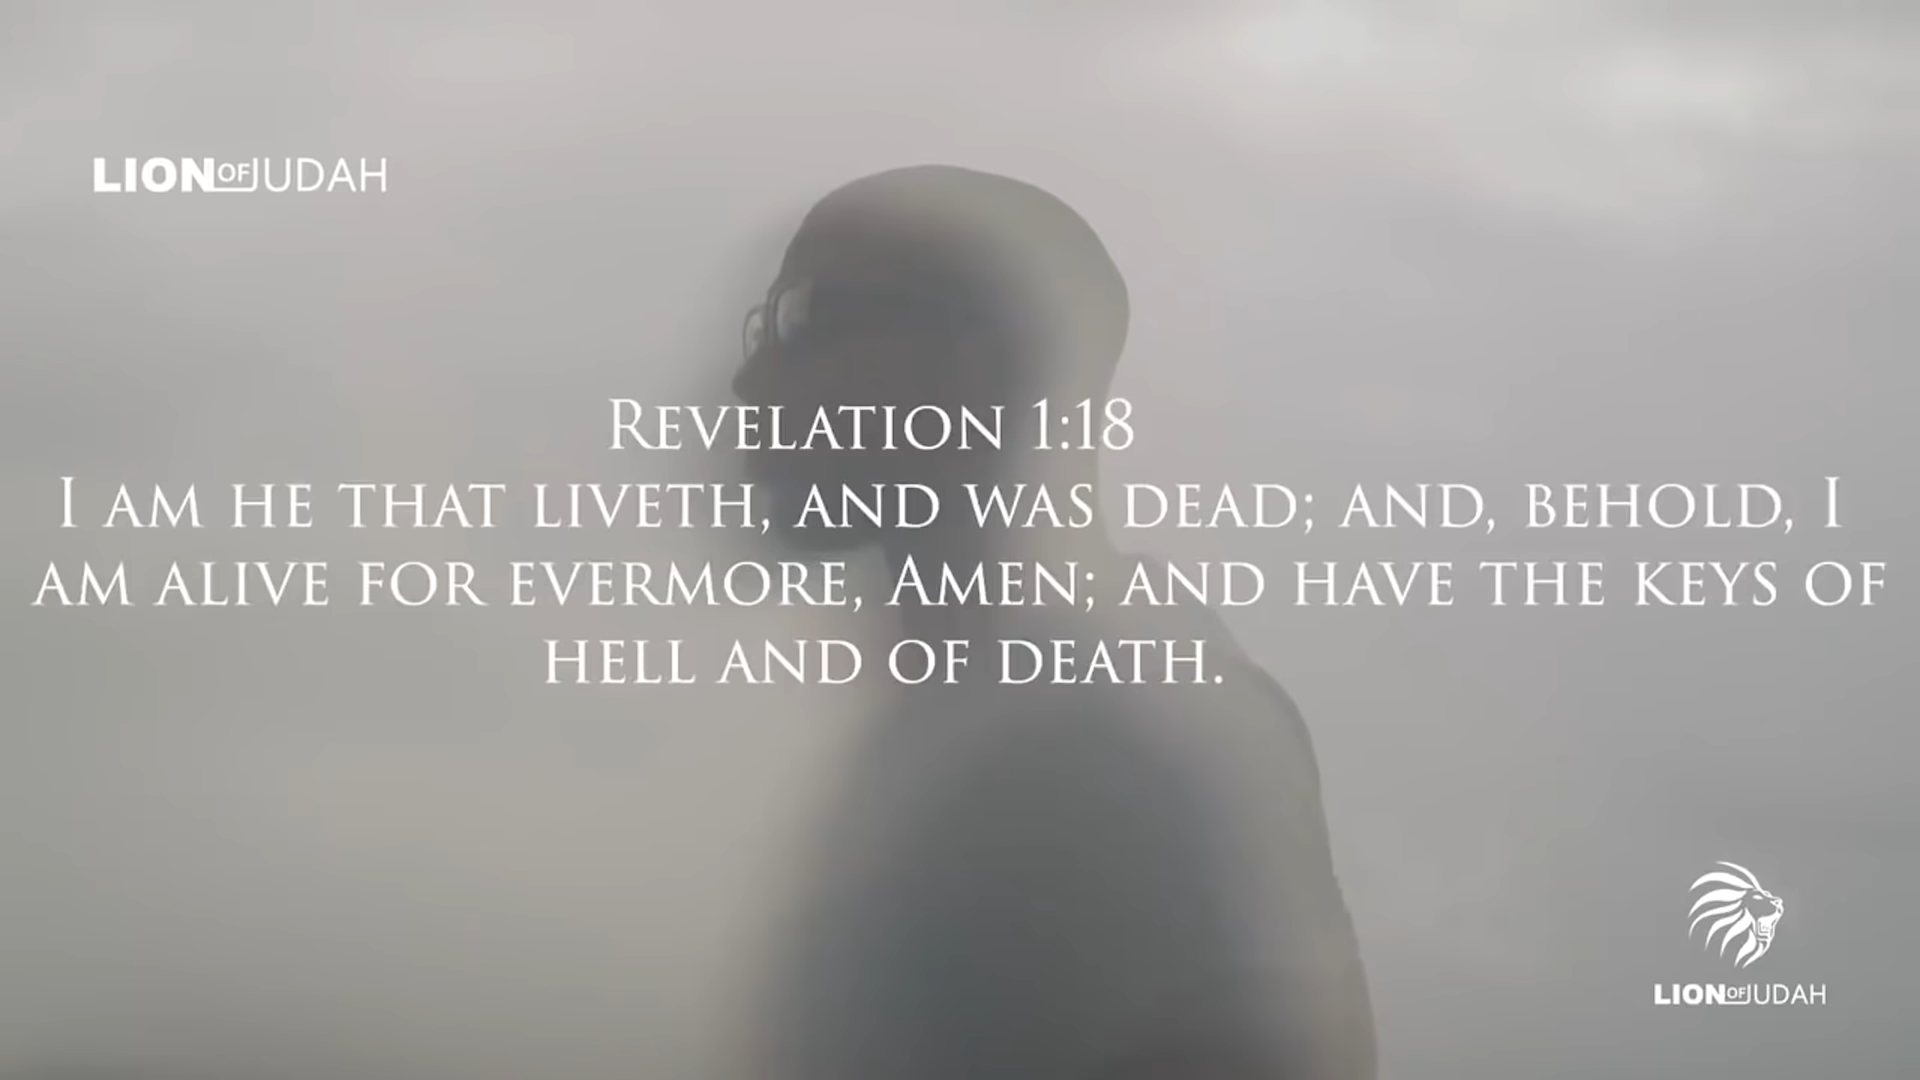 LION OF JUDAH
Revelation 1:18
I am he that liveth, and was dead; and, behold, I
am alive for evermore, Amen; and have the keys of
hell and of death.
LION OF JUDAH